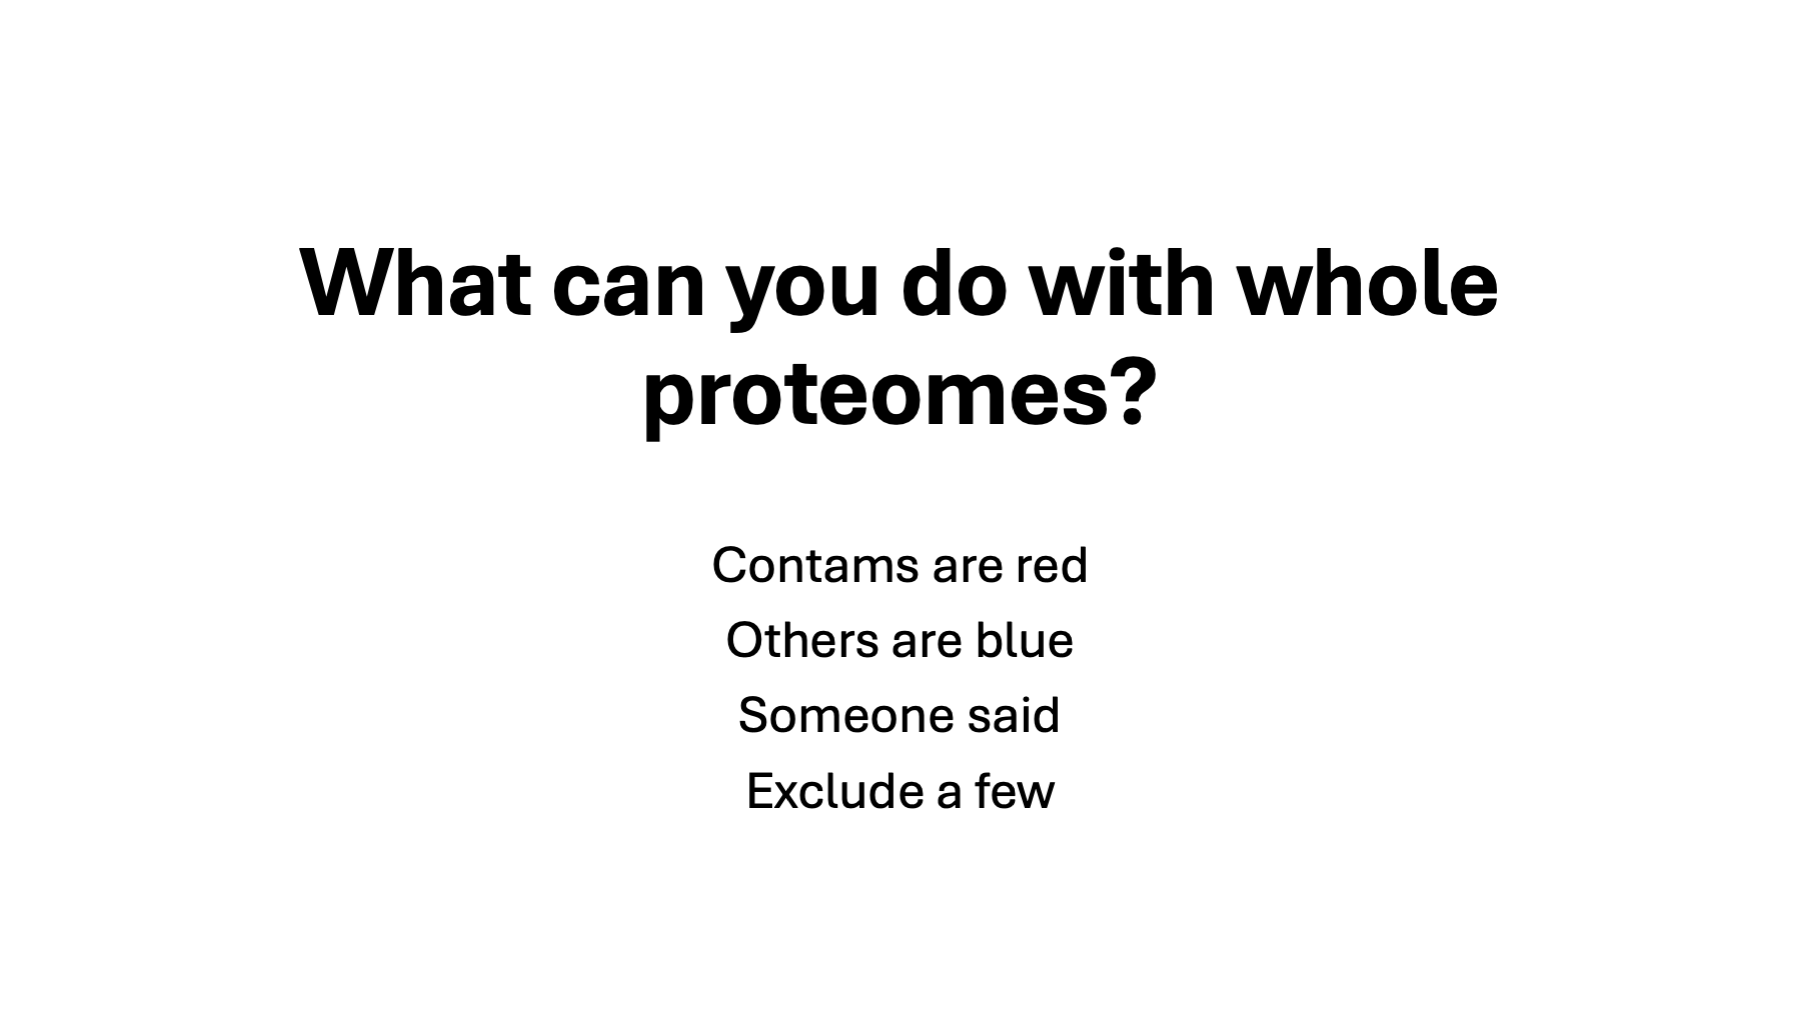 What can you do with whole
proteomes?
Contams are red
Others are blue
Someone said
Exclude a few